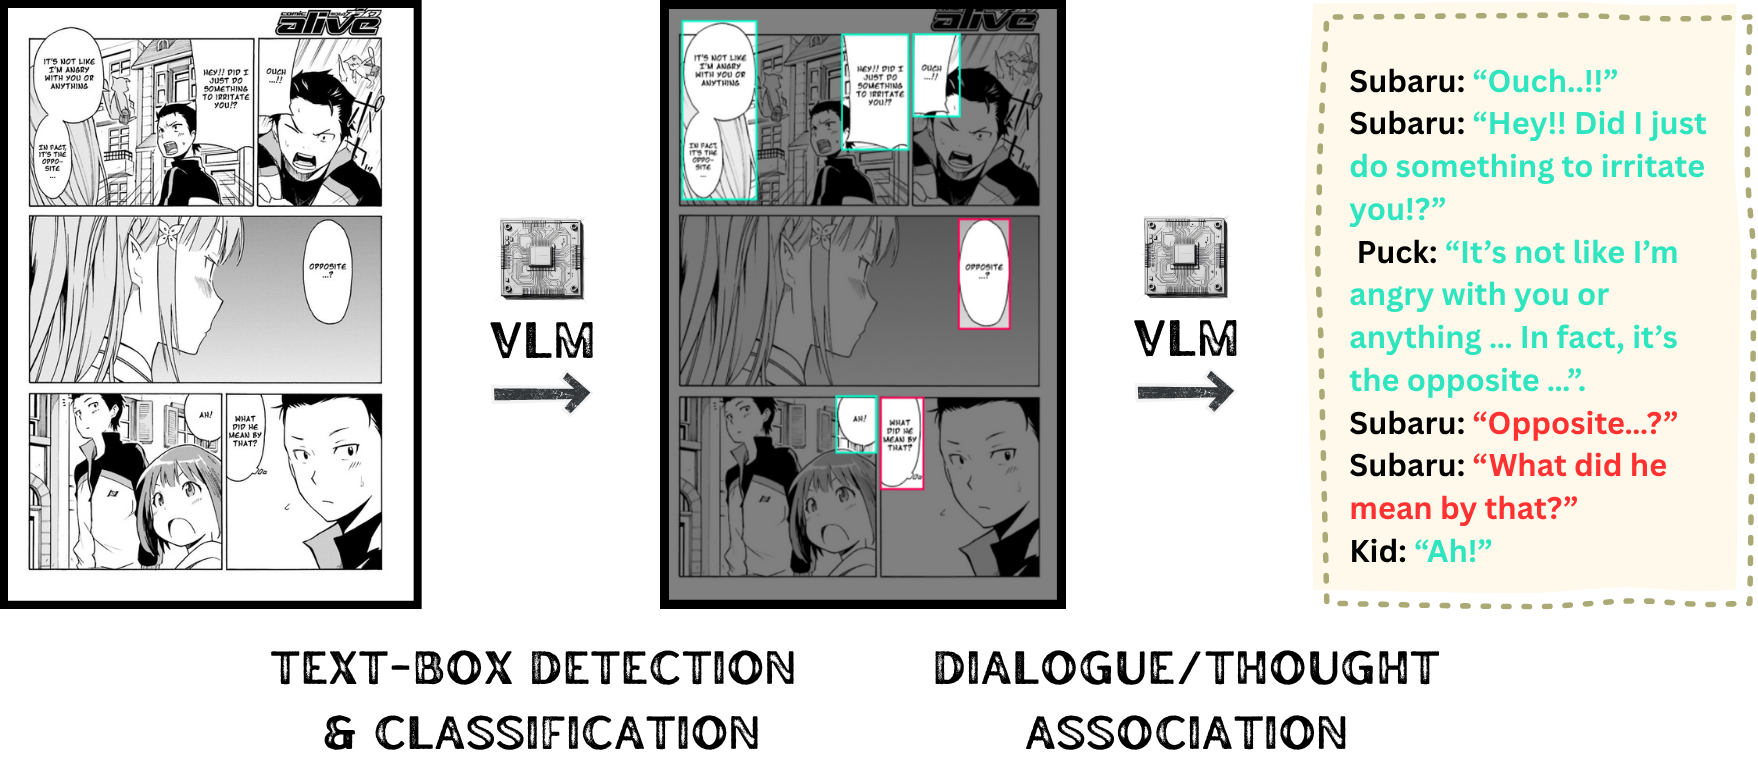 comic
alive
IT'S NOT LIKE
I'M ANGRY
WITH YOU OR
ANYTHING
IN FACT,
IT'S THE
OPPO-
SITE
...
HEY!! DID I
JUST DO
SOMETHING
TO IRRITATE
YOU!?
OUCH
...!!
OPPOSITE
...?
AH!
WHAT
DID HE
MEAN BY
THAT?
VLM
comic
alive
IT'S NOT LIKE
I'M ANGRY
WITH YOU OR
ANYTHING
IN FACT,
IT'S THE
OPPO-
SITE
...
HEY!! DID I
JUST DO
SOMETHING
TO IRRITATE
YOU!?
OUCH
...!!
OPPOSITE
...?
AH!
WHAT
DID HE
MEAN BY
THAT?
VLM
Subaru: “Ouch..!!”
Subaru: “Hey!! Did I just
do something to irritate
you!?”
Puck: “It’s not like I’m
angry with you or
anything ... In fact, it’s
the opposite ...”.
Subaru: “Opposite...?”
Subaru: “What did he
mean by that?”
Kid: “Ah!”
TEXT-BOX DETECTION
& CLASSIFICATION
DIALOGUE/THOUGHT
ASSOCIATION